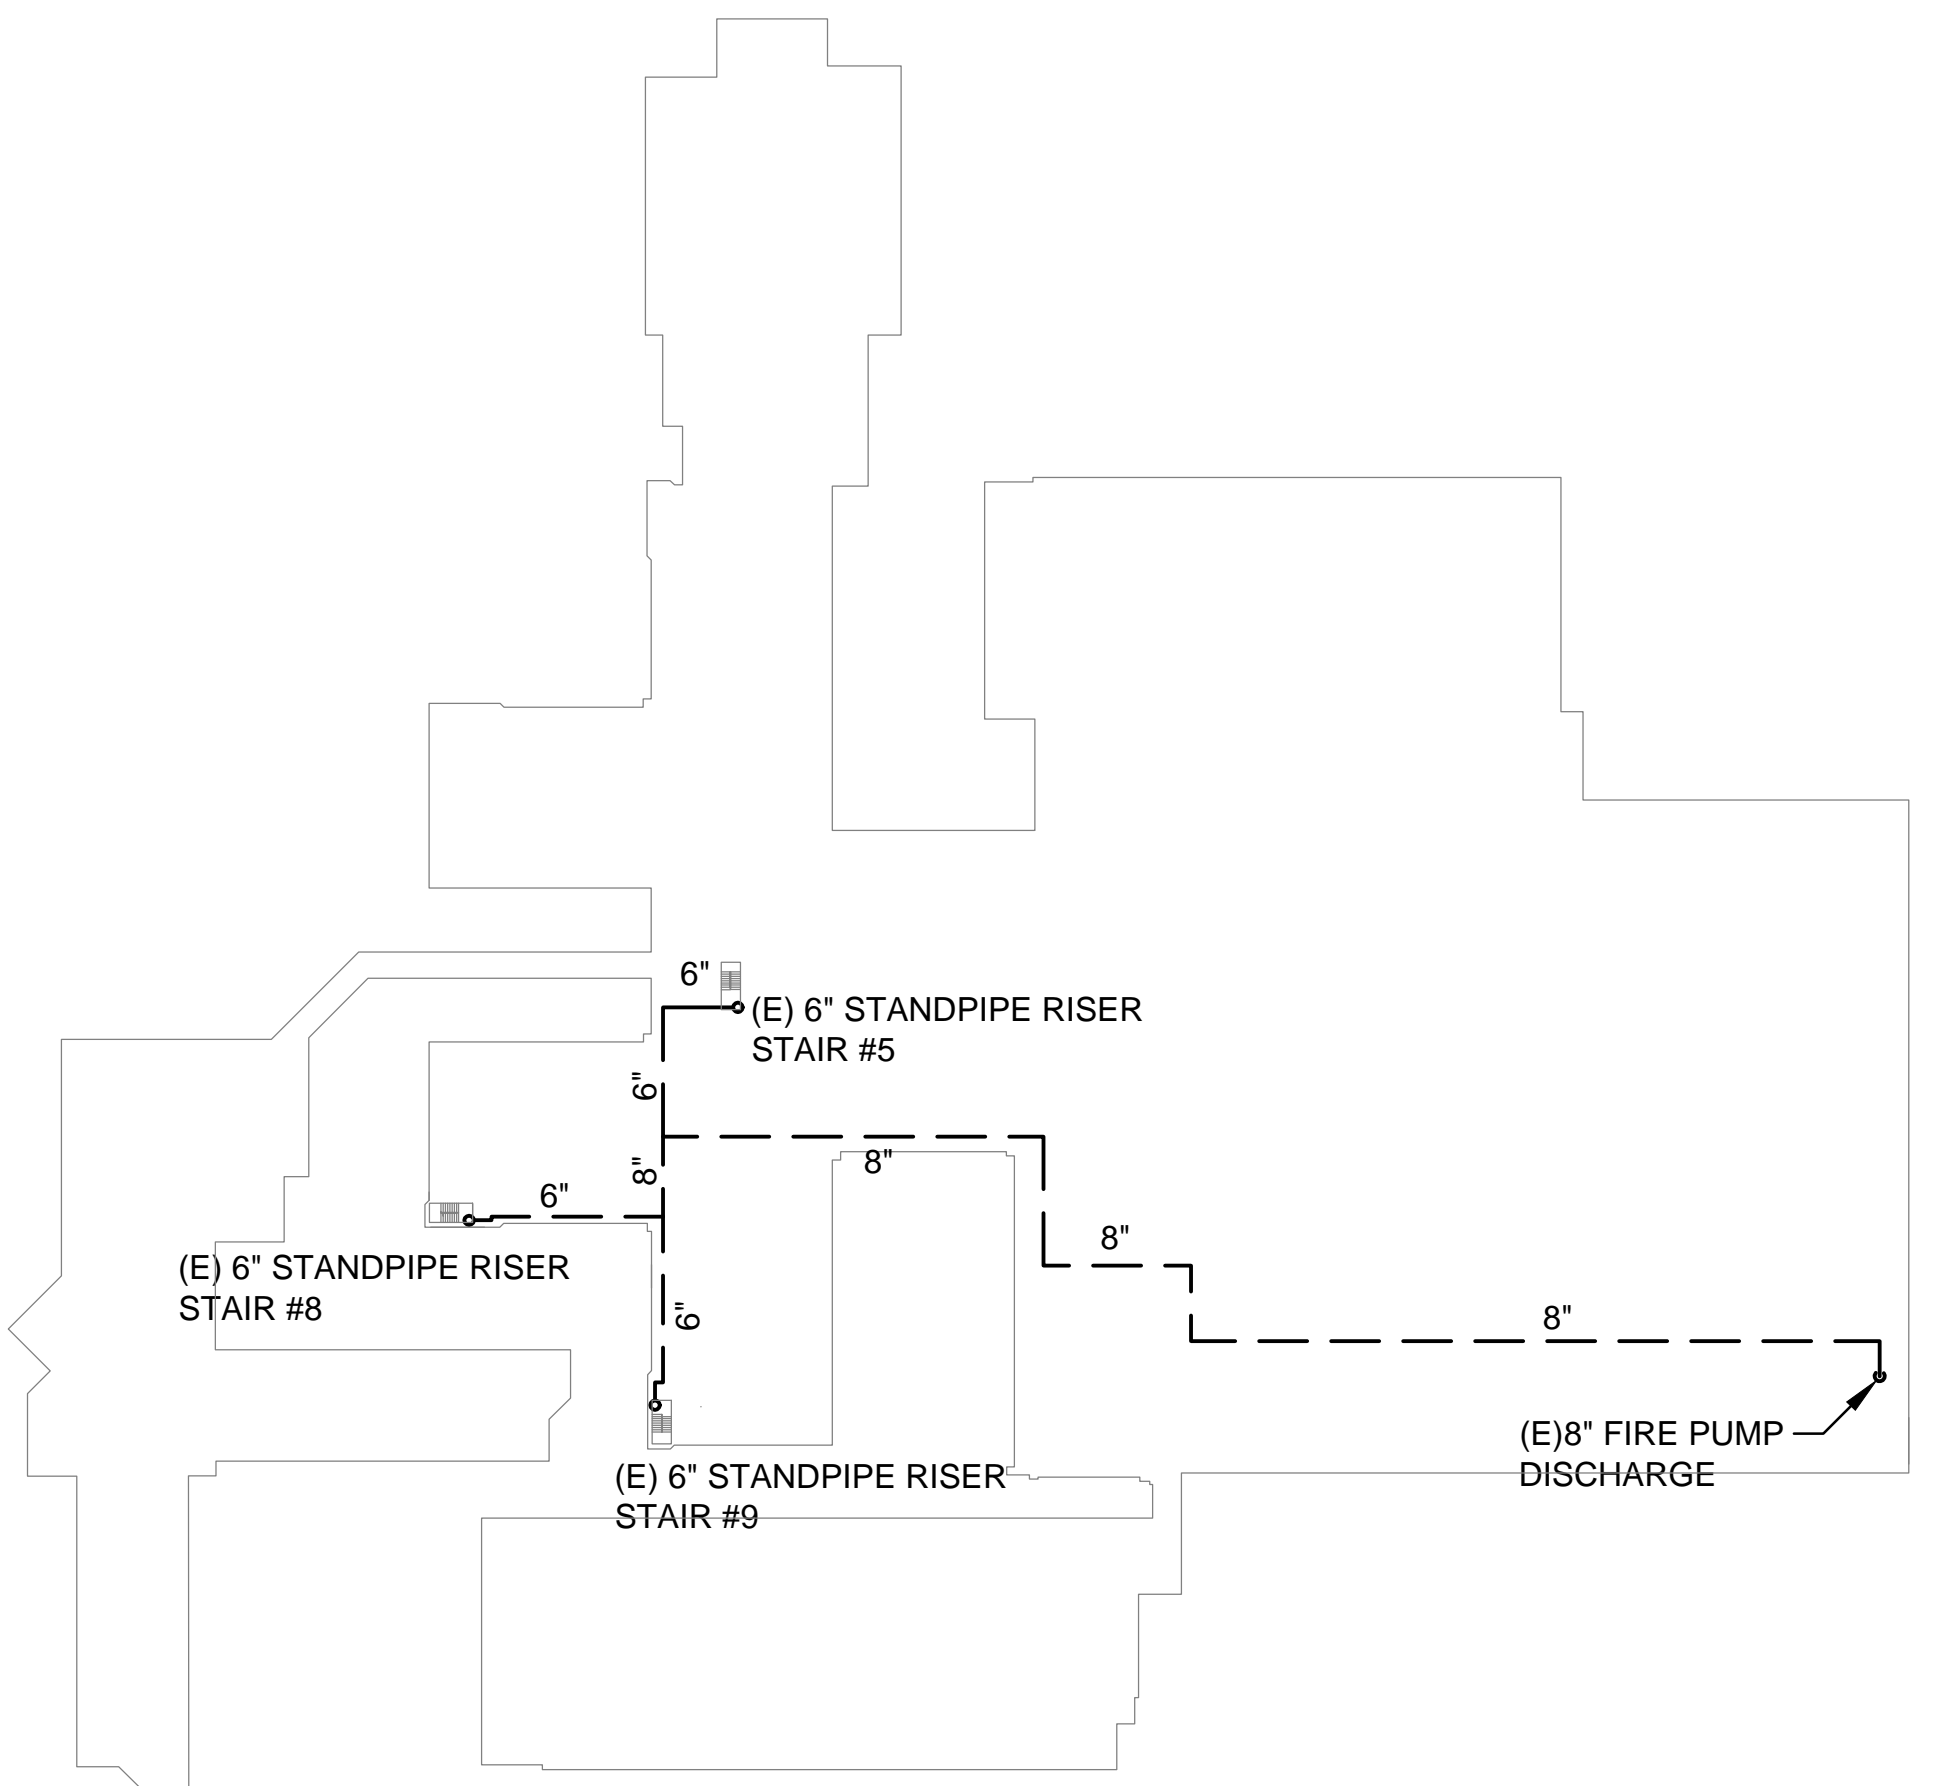 6"
(E) 6" STANDPIPE RISER
STAIR #5
6"
8"
8"
6"
8"
(E) 6" STANDPIPE RISER
STAIR #8
6"
8"
(E)8" FIRE PUMP
DISCHARGE
(E) 6" STANDPIPE RISER
STAIR #9